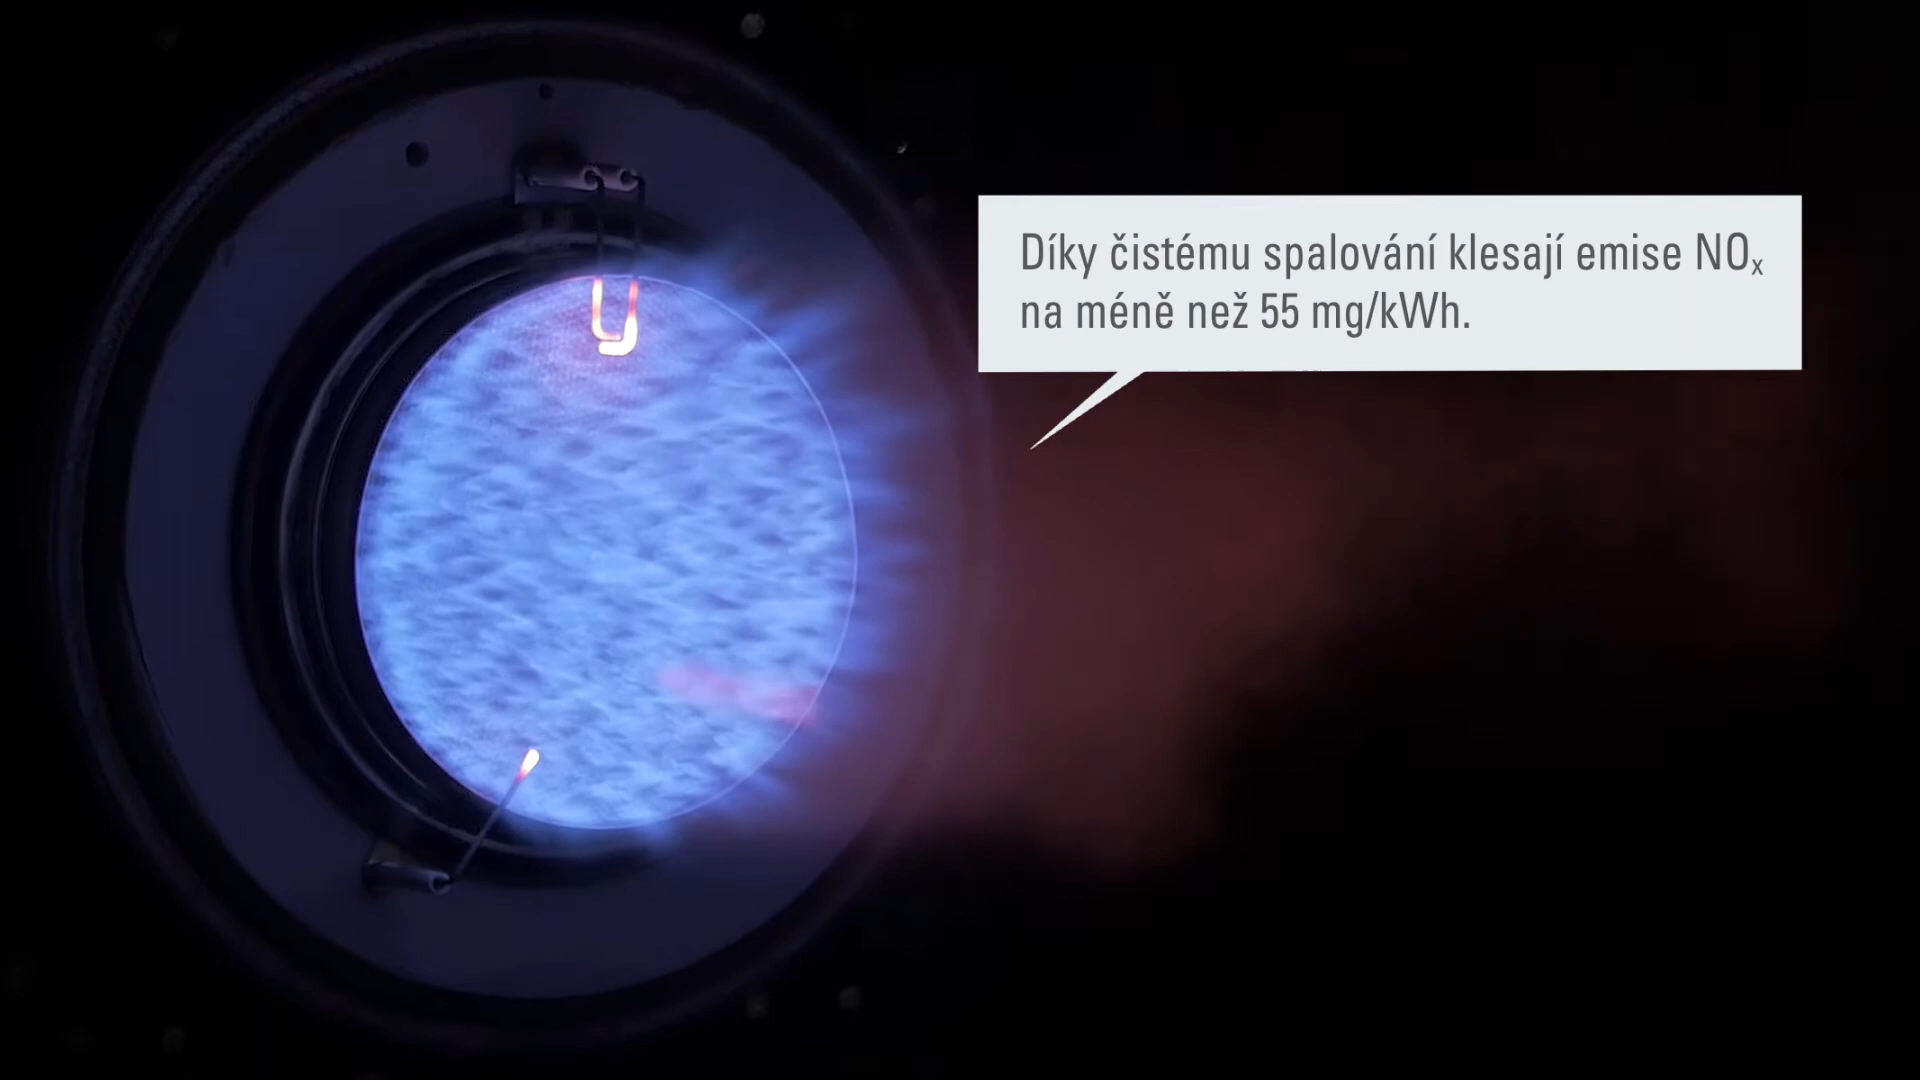 Díky čistému spalování klesají emise NOₓ
na méně než 55 mg/kWh.